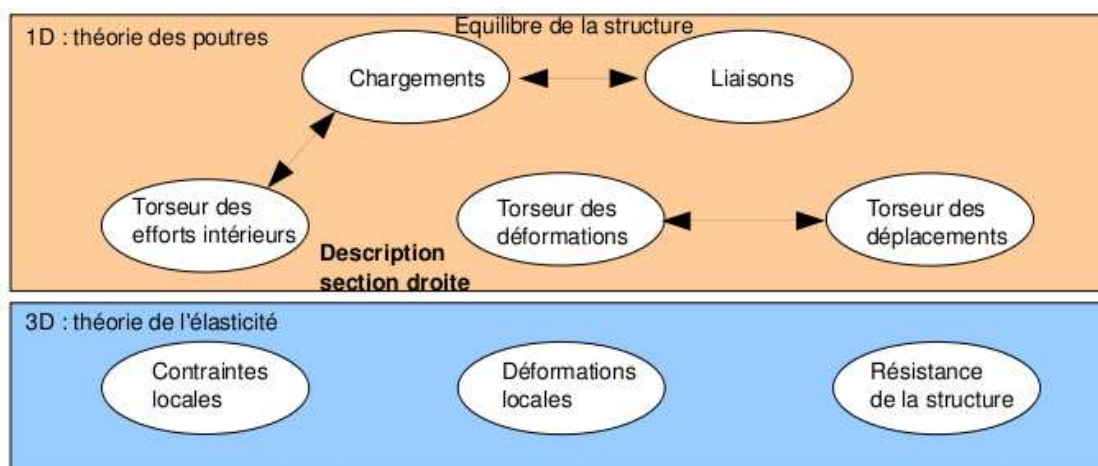 Equilibre de la structure
1D : théorie des poutres
Chargements
Liaisons
Torseur des
efforts intérieurs
Torseur des
déformations
Torseur des
déplacements
Description
section droite
3D : théorie de l'élasticité
Contraintes
locales
Déformations
locales
Résistance
de la structure